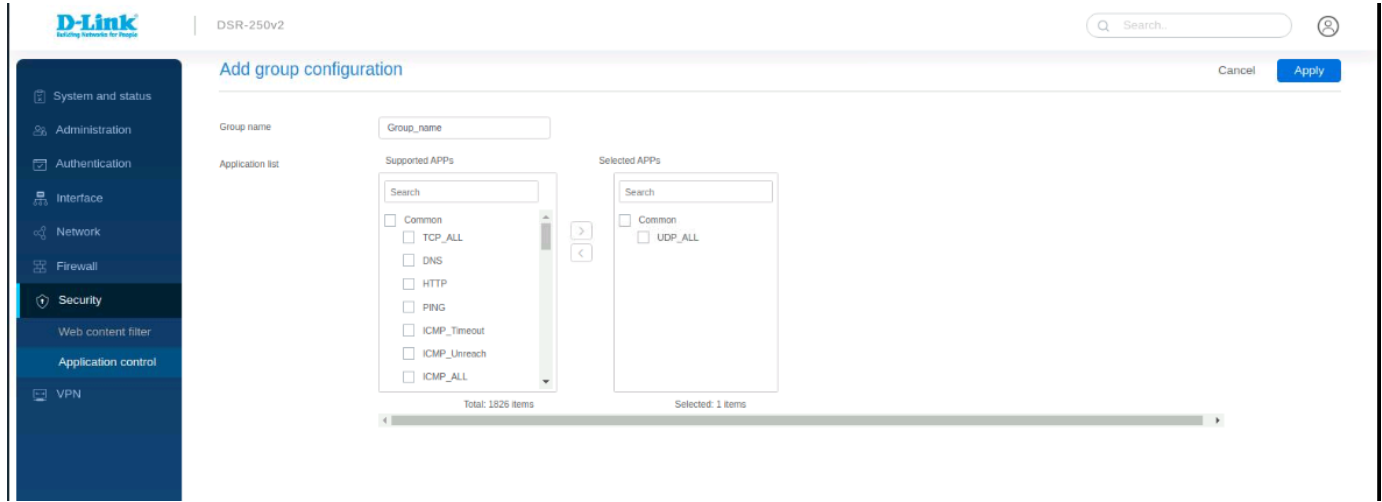 D-Link
Building Networks for People
DSR-250v2
Search..
Add group configuration
Cancel
Apply
System and status
Administration
Authentication
Interface
Network
Firewall
Security
Web content filter
Application control
VPN
Group name
Group_name
Application list
Supported APPs
Search
Common
TCP_ALL
DNS
HTTP
PING
ICMP_Timeout
ICMP_Unreach
ICMP_ALL
Total: 1826 items
Selected APPs
Search
Common
UDP_ALL
Selected: 1 items